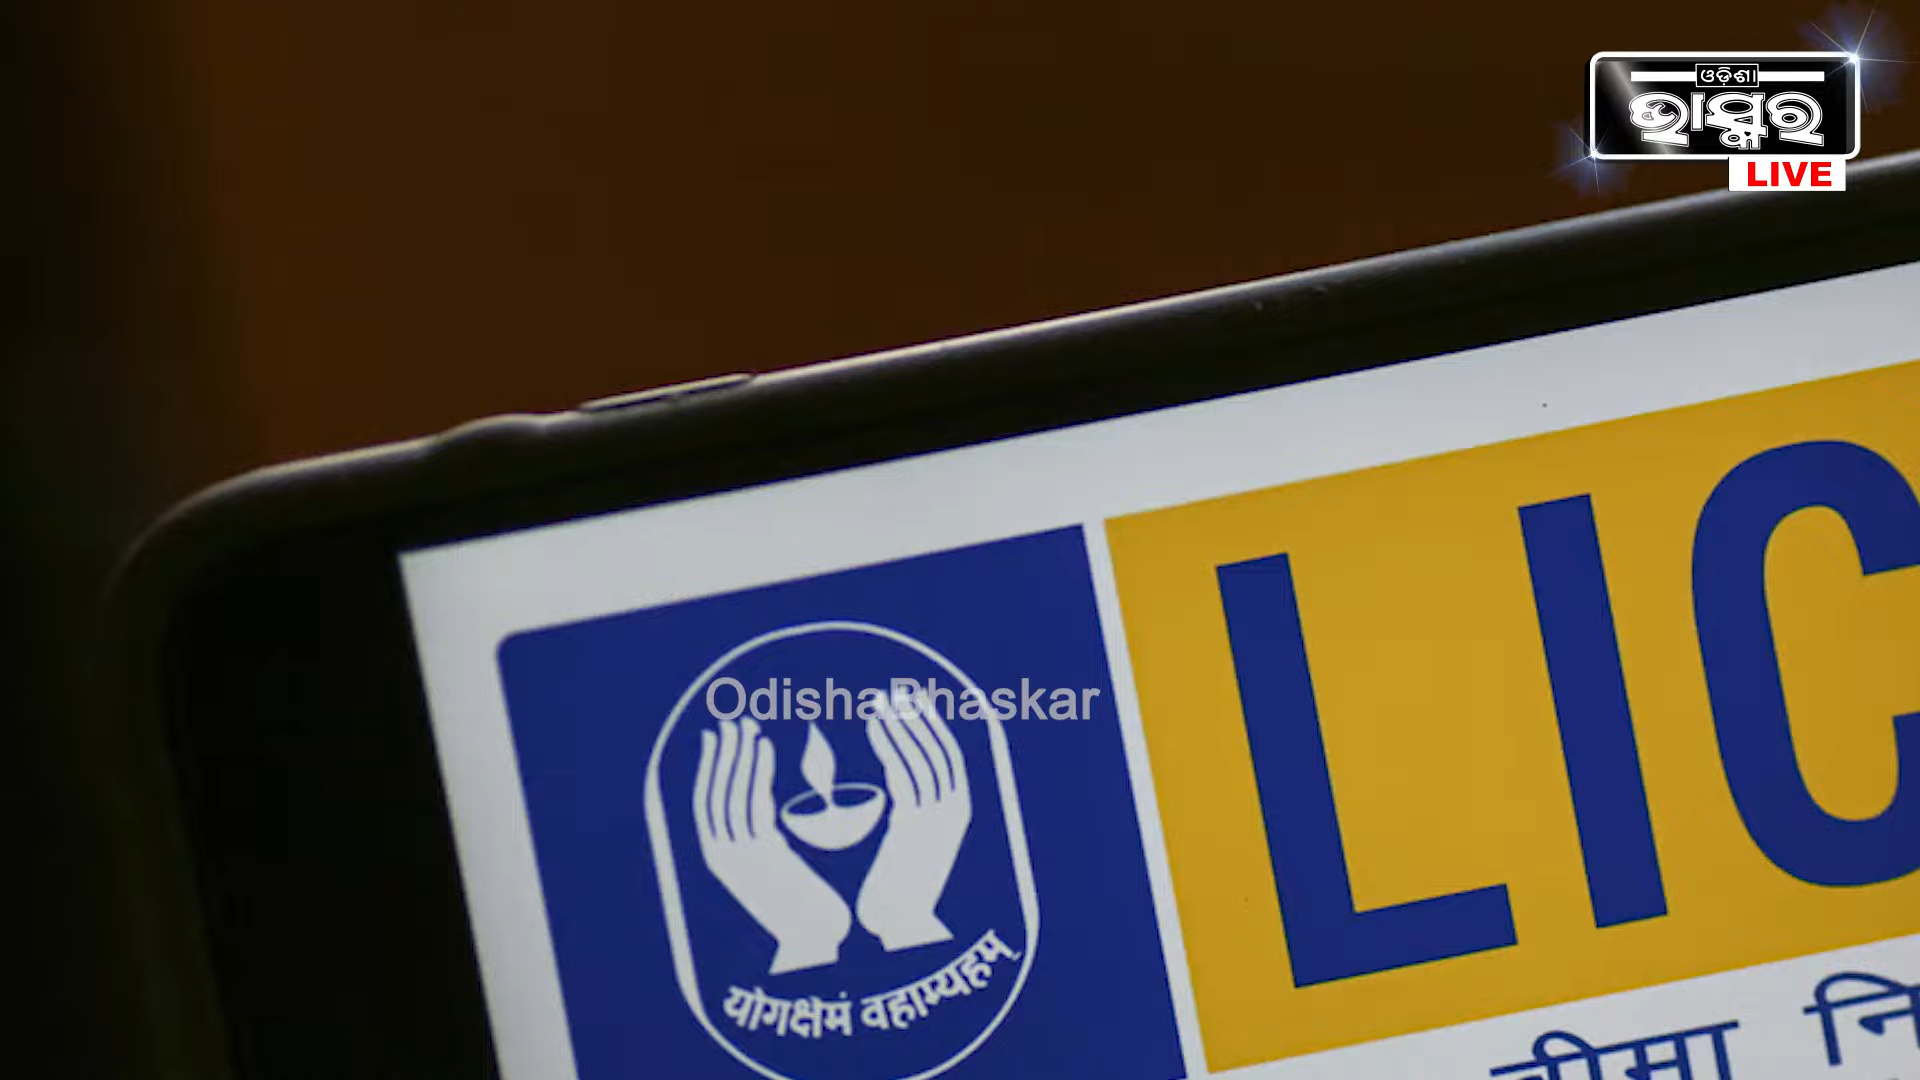 ଓଡ଼ିଶା
ଭାସ୍କର
LIVE
LIC
OdishaBhaskar
योगक्षेमं वहाम्यहम्
बीमा नि